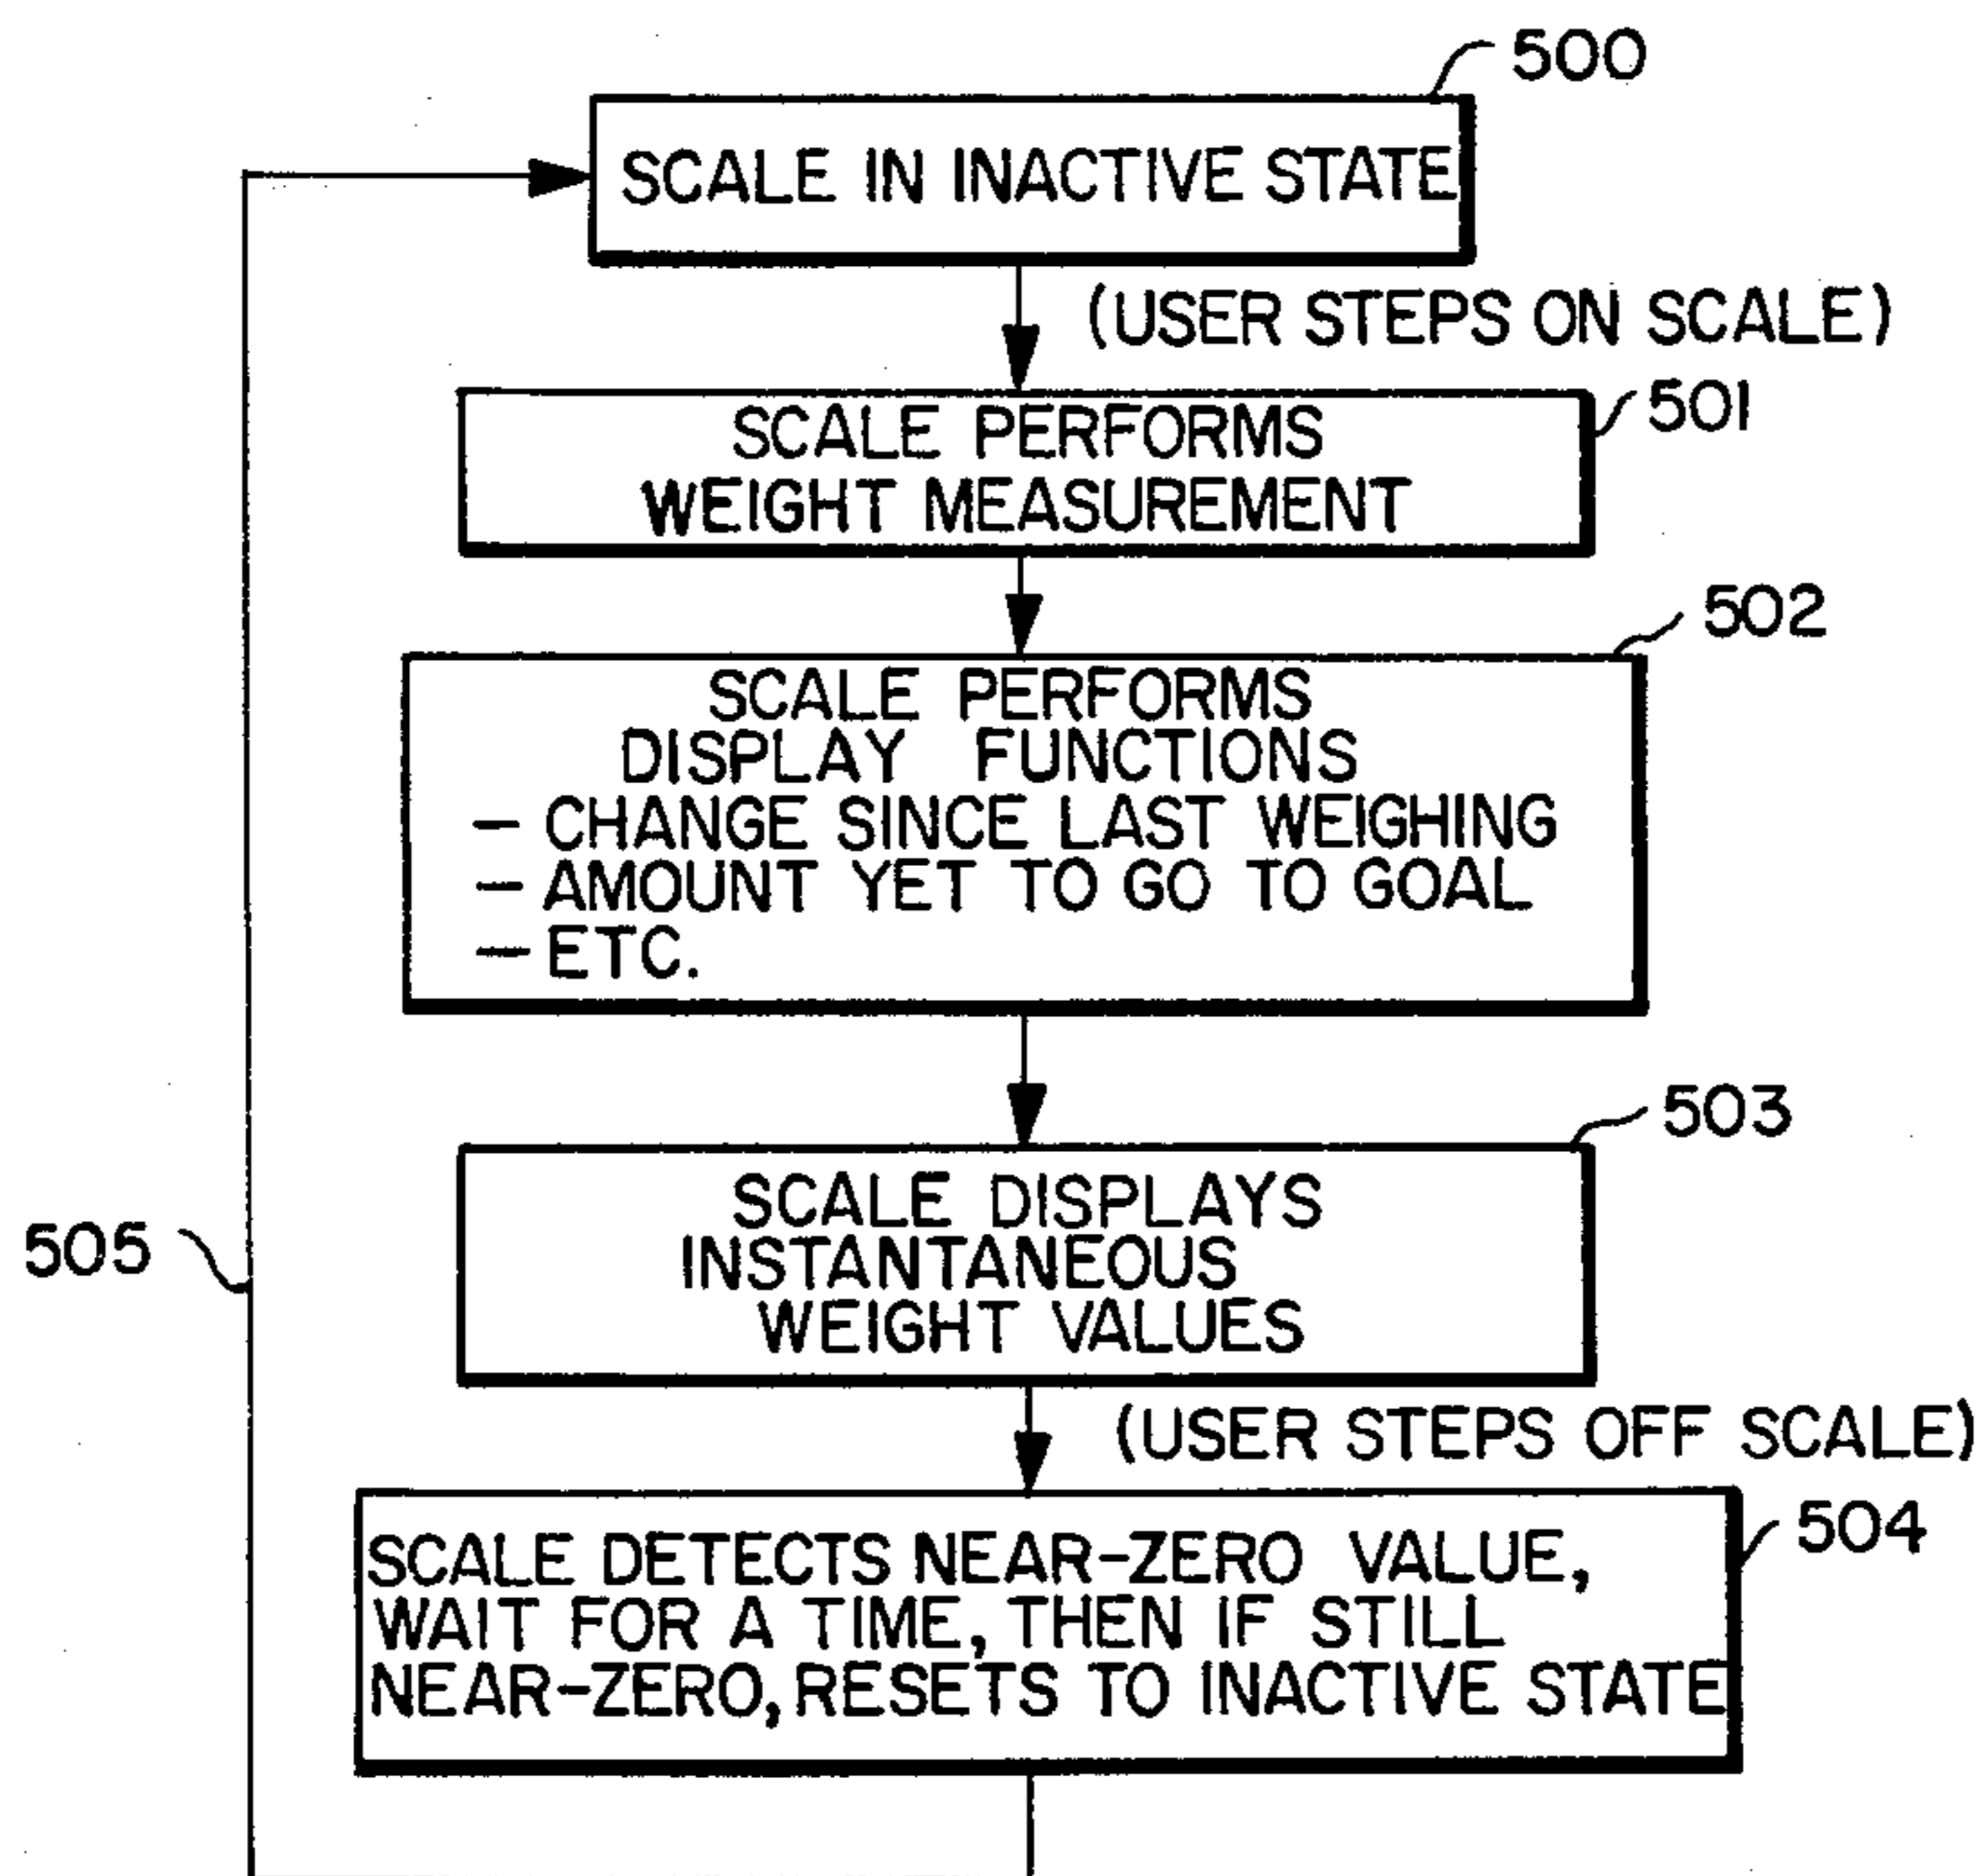 500
SCALE IN INACTIVE STATE
(USER STEPS ON SCALE)
501
SCALE PERFORMS
WEIGHT MEASUREMENT
502
SCALE PERFORMS
DISPLAY FUNCTIONS
— CHANGE SINCE LAST WEIGHING
— AMOUNT YET TO GO TO GOAL
— ETC.
503
SCALE DISPLAYS
INSTANTANEOUS
WEIGHT VALUES
505
(USER STEPS OFF SCALE)
504
SCALE DETECTS NEAR-ZERO VALUE,
WAIT FOR A TIME, THEN IF STILL
NEAR-ZERO, RESETS TO INACTIVE STATE